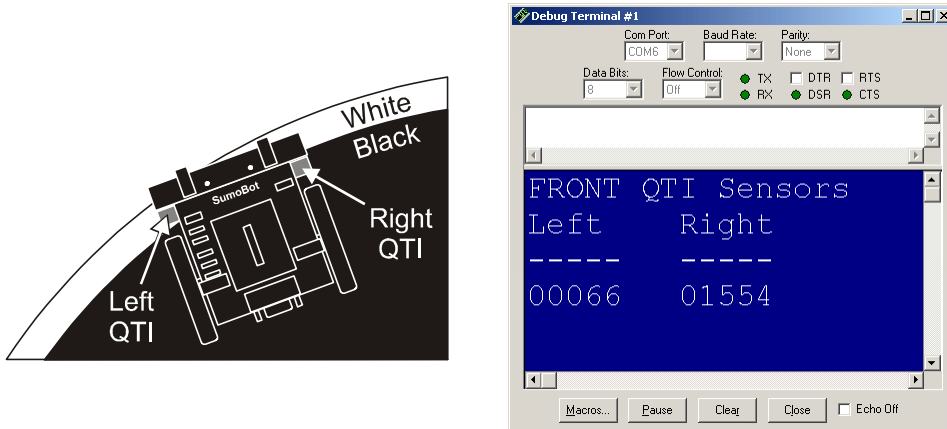 White
Black
SumoBot
Right
QTI
Left
QTI
Debug Terminal #1
Com Port: Baud Rate: Parity:
COM6 None
Data Bits: Flow Control: TX DTR RTS
8 Off RX DSR CTS
FRONT QTI Sensors
Left Right
----- -----
00066 01554
Macros... Pause Clear Close Echo Off